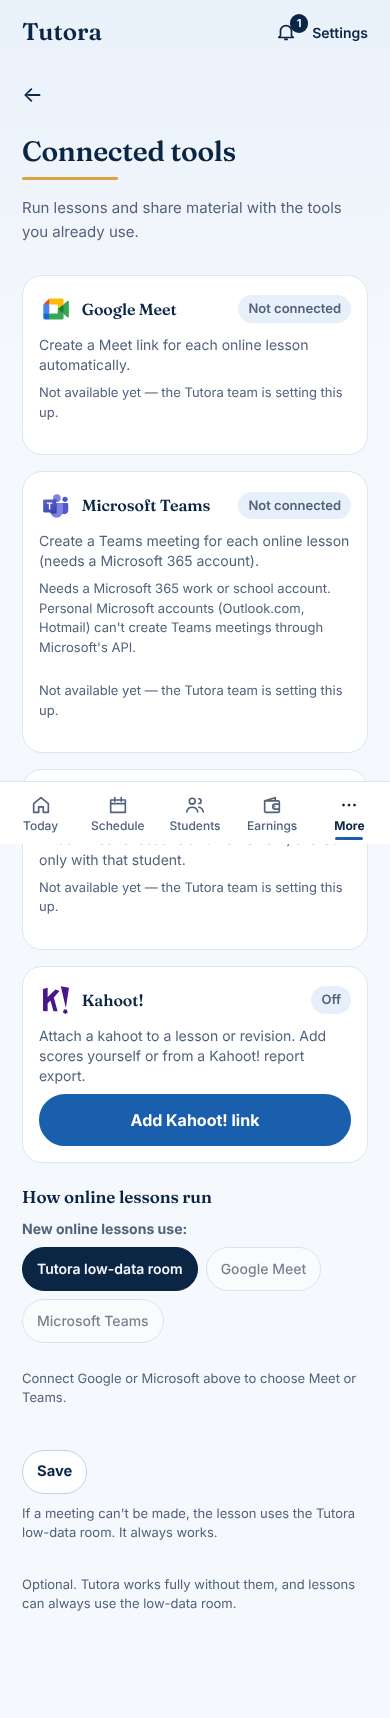 Tutora
1
Settings
Connected tools
Run lessons and share material with the tools
you already use.
Google Meet
Not connected
Create a Meet link for each online lesson
automatically.
Not available yet — the Tutora team is setting this
up.
Microsoft Teams
Not connected
Create a Teams meeting for each online lesson
(needs a Microsoft 365 account).
Needs a Microsoft 365 work or school account.
Personal Microsoft accounts (Outlook.com,
Hotmail) can't create Teams meetings through
Microsoft's API.
Not available yet — the Tutora team is setting this
up.
Today
Schedule
Students
Earnings
More
only with that student.
Not available yet — the Tutora team is setting this
up.
K!
Kahoot!
Off
Attach a kahoot to a lesson or revision. Add
scores yourself or from a Kahoot! report
export.
Add Kahoot! link
How online lessons run
New online lessons use:
Tutora low-data room
Google Meet
Microsoft Teams
Connect Google or Microsoft above to choose Meet or
Teams.
Save
If a meeting can't be made, the lesson uses the Tutora
low-data room. It always works.
Optional. Tutora works fully without them, and lessons
can always use the low-data room.